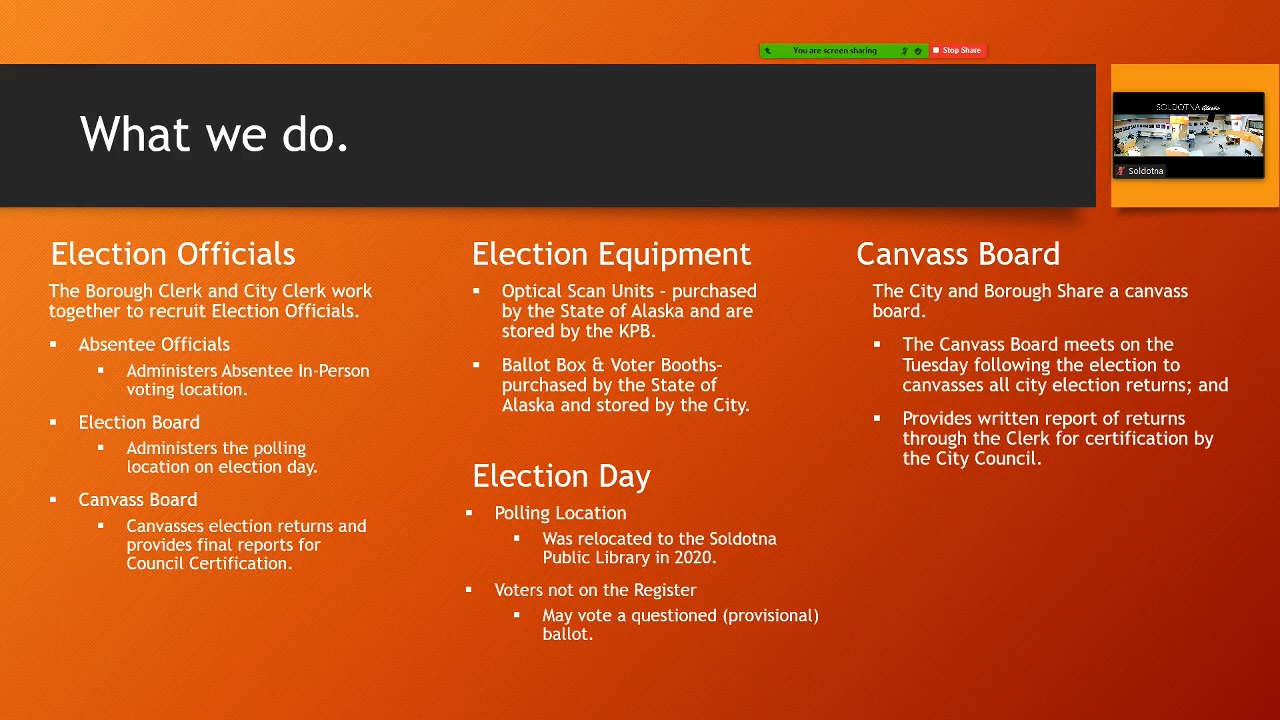 You are screen sharing
Stop Share
What we do.
SOLDOTNA Alaska
Soldotna
Election Officials
The Borough Clerk and City Clerk work
together to recruit Election Officials.
▪ Absentee Officials
▪ Administers Absentee In-Person
voting location.
▪ Election Board
▪ Administers the polling
location on election day.
▪ Canvass Board
▪ Canvasses election returns and
provides final reports for
Council Certification.
Election Equipment
▪ Optical Scan Units – purchased
by the State of Alaska and are
stored by the KPB.
▪ Ballot Box & Voter Booths-
purchased by the State of
Alaska and stored by the City.
Election Day
▪ Polling Location
▪ Was relocated to the Soldotna
Public Library in 2020.
▪ Voters not on the Register
▪ May vote a questioned (provisional)
ballot.
Canvass Board
The City and Borough Share a canvass
board.
▪ The Canvass Board meets on the
Tuesday following the election to
canvasses all city election returns; and
▪ Provides written report of returns
through the Clerk for certification by
the City Council.